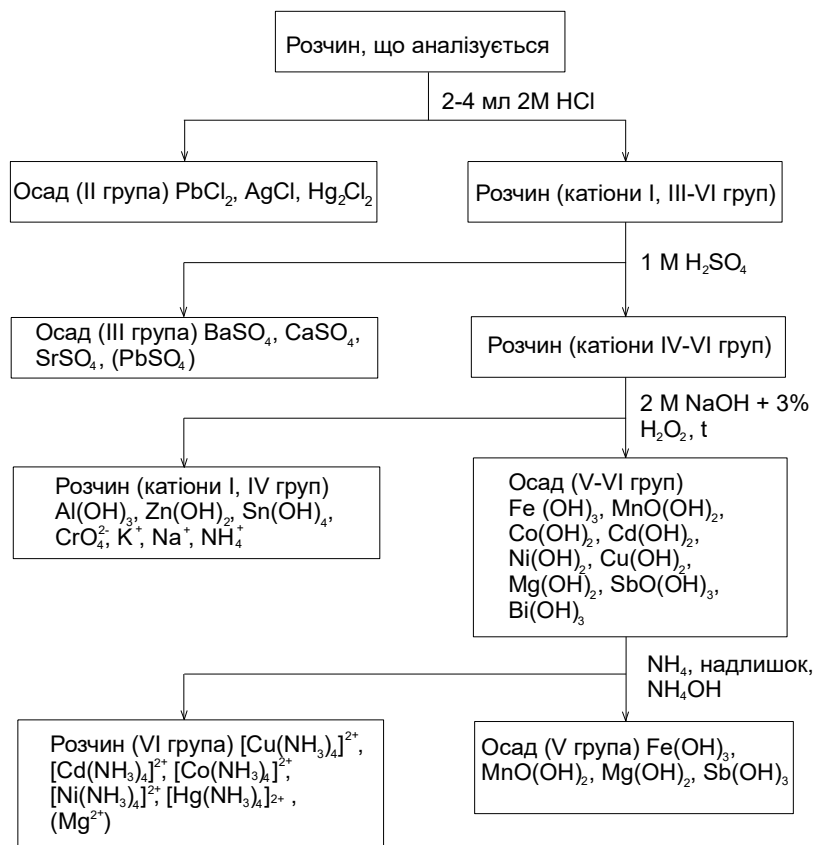 Розчин, що аналізується
2-4 мл 2М HCl
Осад (II група) PbCl₂, AgCl, Hg₂Cl₂
Розчин (катіони I, III-VI груп)
1 М H₂SO₄
Осад (III група) BaSO₄, CaSO₄,
SrSO₄, (PbSO₄)
Розчин (катіони IV-VI груп)
2 М NaOH + 3%
H₂O₂, t
Розчин (катіони I, IV груп)
Al(OH)₃, Zn(OH)₂, Sn(OH)₄,
CrO₄²⁻, K⁺, Na⁺, NH₄⁺
Осад (V-VI груп)
Fe (OH)₃, MnO(OH)₂,
Co(OH)₂, Cd(OH)₂,
Ni(OH)₂, Cu(OH)₂,
Mg(OH)₂, SbO(OH)₃,
Bi(OH)₃
NH₄, надлишок,
NH₄OH
Розчин (VI група) [Cu(NH₃)₄]²⁺,
[Cd(NH₃)₄]²⁺, [Co(NH₃)₄]²⁺,
[Ni(NH₃)₄]²⁺, [Hg(NH₃)₄]₂₊ ,
(Mg²⁺)
Осад (V група) Fe(OH)₃,
MnO(OH)₂, Mg(OH)₂, Sb(OH)₃